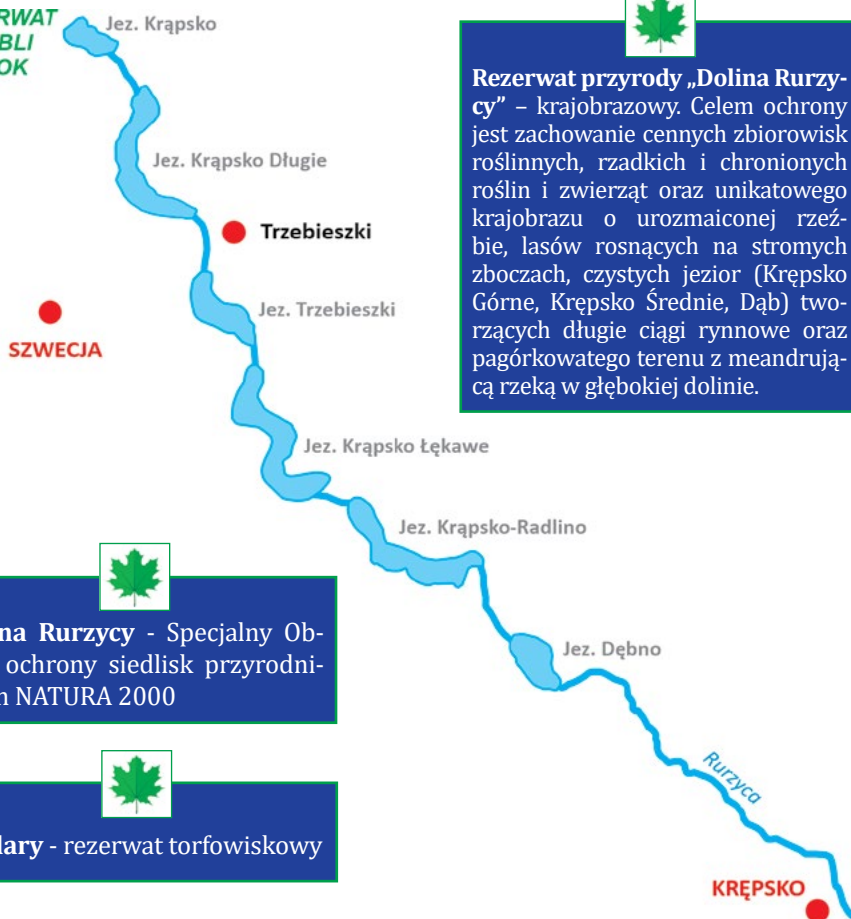 RWAT
BLI
OK
Jez. Krąpsko
Jez. Krąpsko Długie
Trzebieszki
Jez. Trzebieszki
SZWECJA
Jez. Krąpsko Łękawe
Jez. Krąpsko-Radlino
Jez. Dębno
Rurzyca
KRĘPSKO
Rezerwat przyrody „Dolina Rurzy-
cy” – krajobrazowy. Celem ochrony
jest zachowanie cennych zbiorowisk
roślinnych, rzadkich i chronionych
roślin i zwierząt oraz unikatowego
krajobrazu o urozmaiconej rzeź-
bie, lasów rosnących na stromych
zboczach, czystych jezior (Krępsko
Górne, Krępsko Średnie, Dąb) two-
rzących długie ciągi rynnowe oraz
pagórkowatego terenu z meandrują-
cą rzeką w głębokiej dolinie.
na Rurzycy - Specjalny Ob-
ochrony siedlisk przyrodni-
h NATURA 2000
lary - rezerwat torfowiskowy